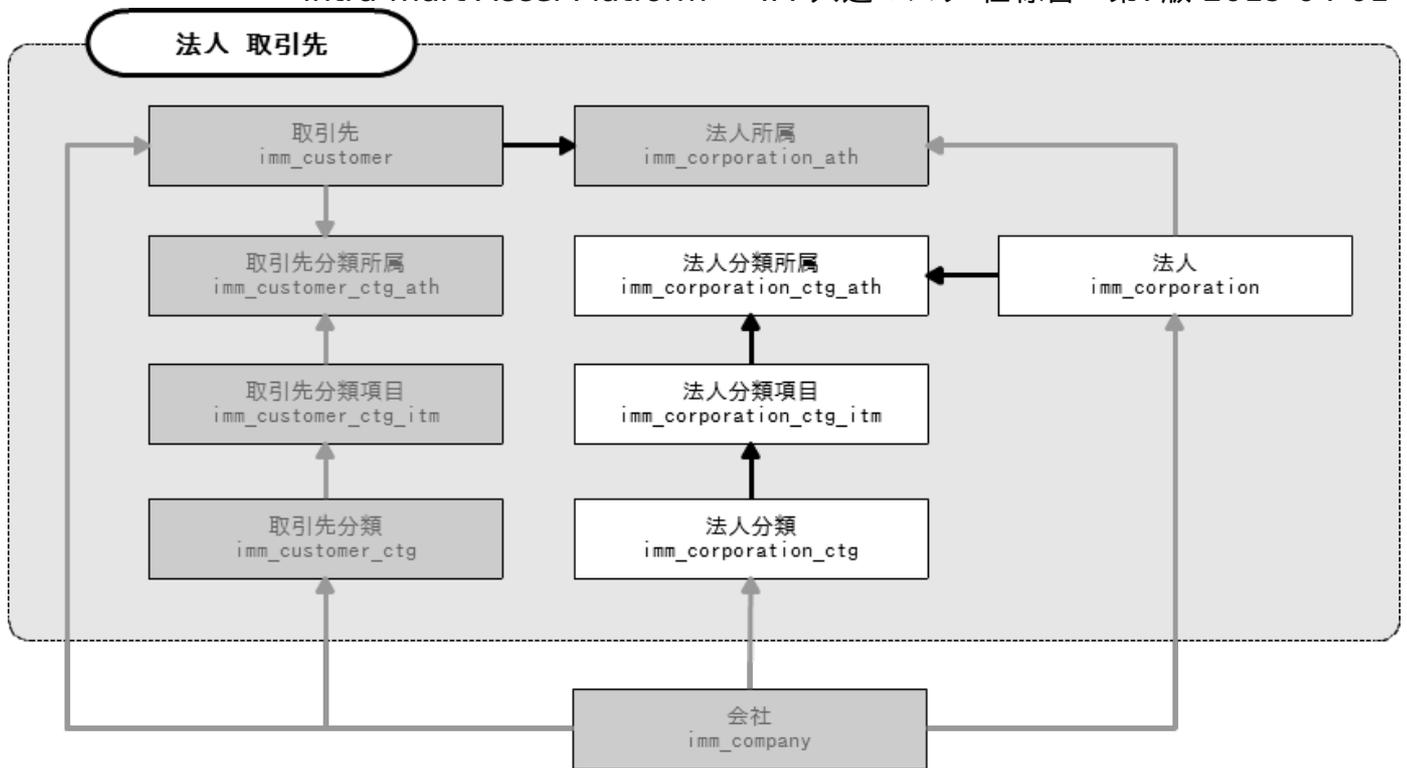 法人 取引先
取引先
imm_customer
法人所属
imm_corporation_ath
取引先分類所属
imm_customer_ctg_ath
法人分類所属
imm_corporation_ctg_ath
法人
imm_corporation
取引先分類項目
imm_customer_ctg_itm
法人分類項目
imm_corporation_ctg_itm
取引先分類
imm_customer_ctg
法人分類
imm_corporation_ctg
会社
imm_company